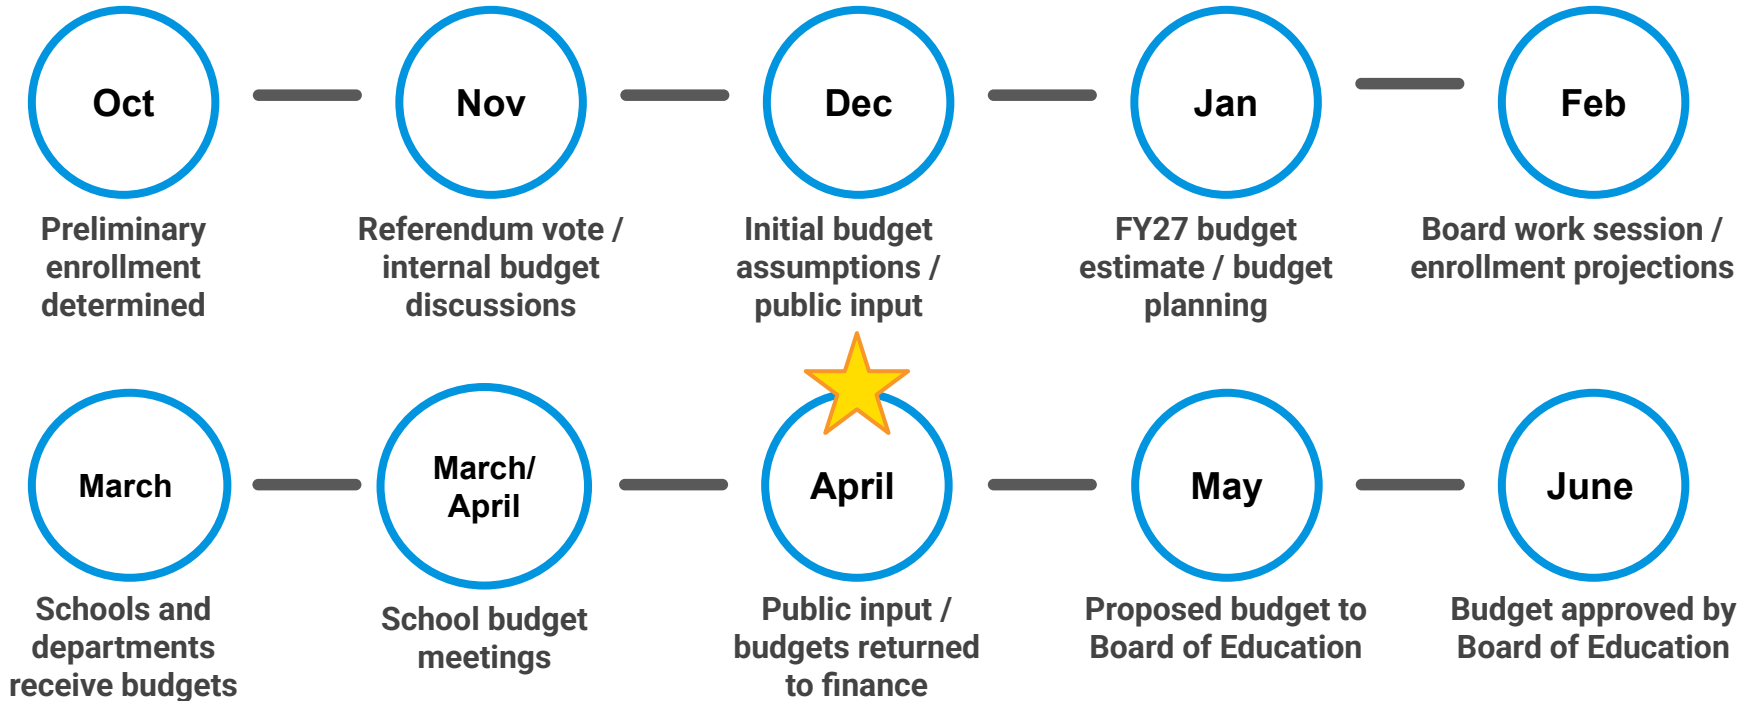 Oct
Nov
Dec
Jan
Feb
Preliminary
enrollment
determined
Referendum vote /
internal budget
discussions
Initial budget
assumptions /
public input
FY27 budget
estimate / budget
planning
Board work session /
enrollment projections
March
March/
April
April
May
June
Schools and
departments
receive budgets
School budget
meetings
Public input /
budgets returned
to finance
Proposed budget to
Board of Education
Budget approved by
Board of Education